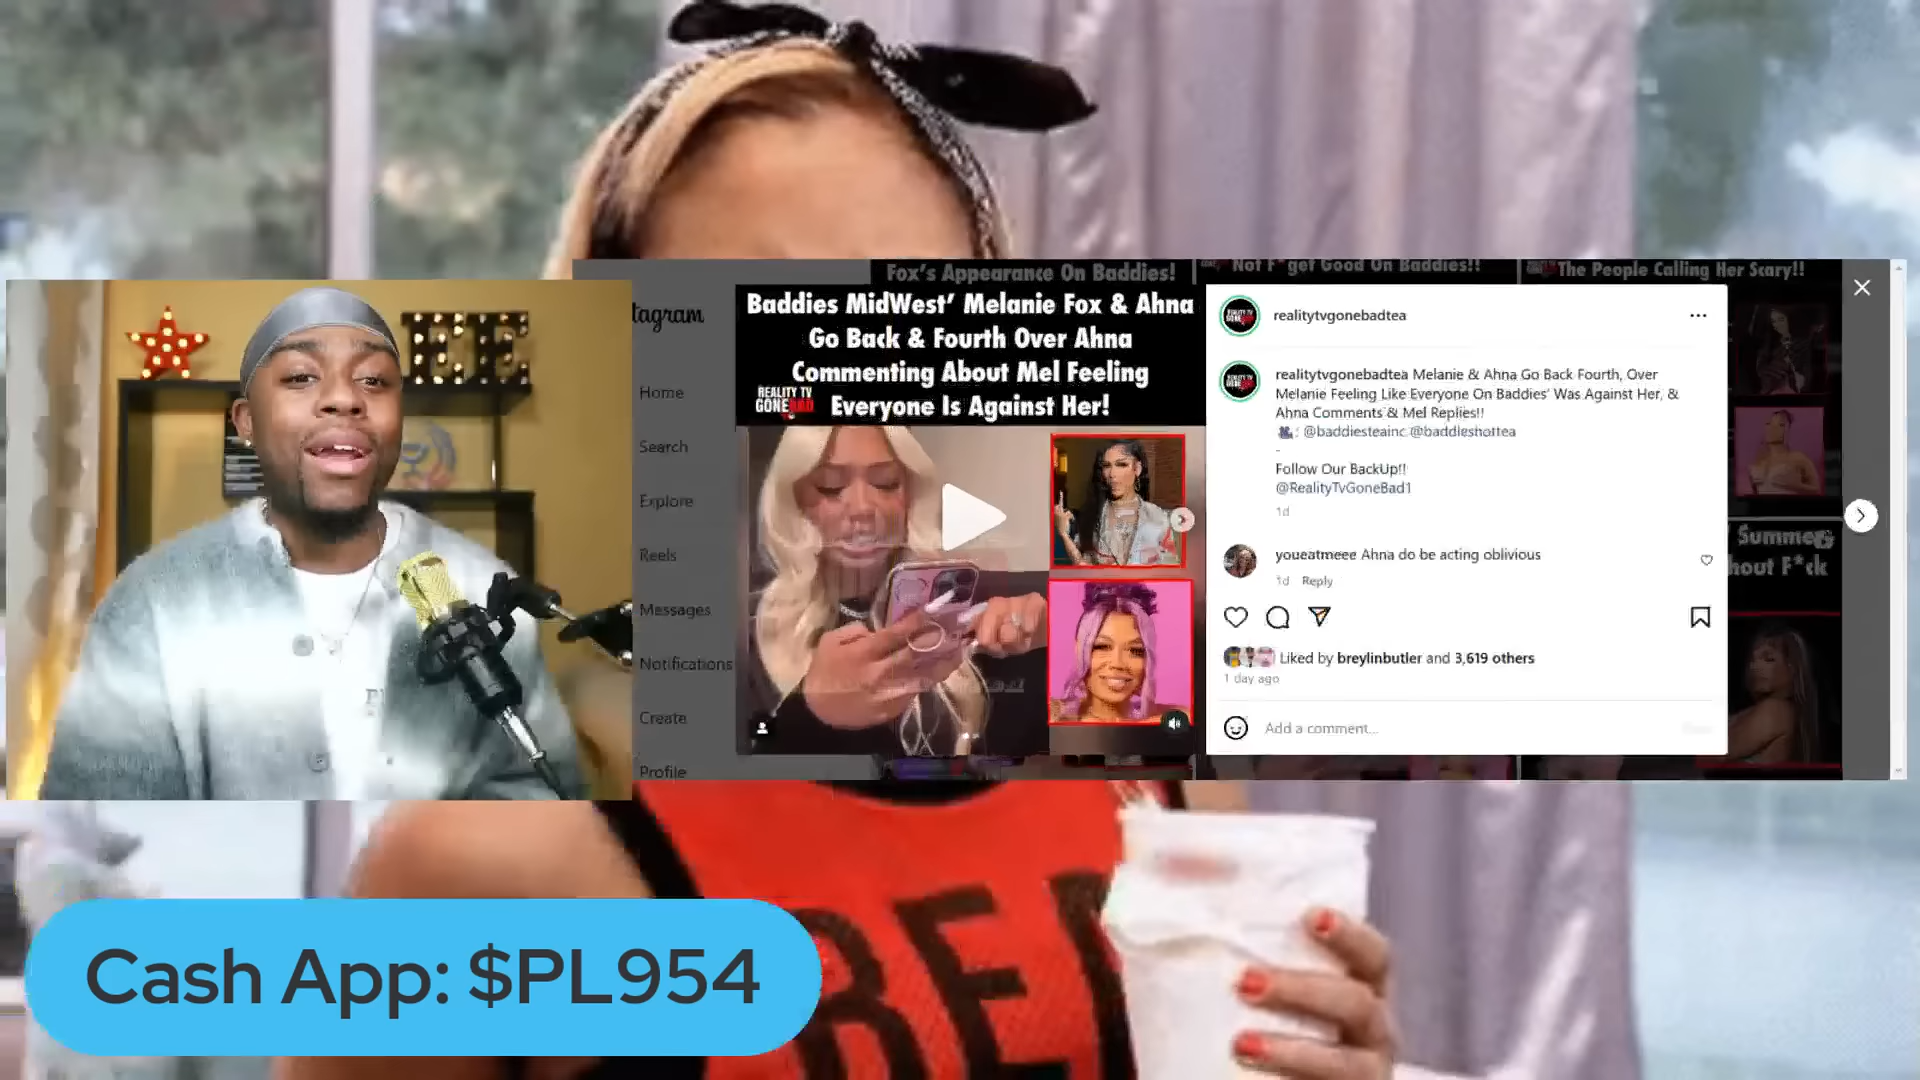 Fox's Appearance On Baddies!
Not F*get Good On Baddies!!
The People Calling Her Scary!!
EE
tagram
Home
Search
Explore
Reels
Messages
Notifications
Create
Profile
Baddies MidWest' Melanie Fox & Ahna
Go Back & Fourth Over Ahna
Commenting About Mel Feeling
Everyone Is Against Her!
REALITY TV
GONE BAD
realitytvgonebadtea
realitytvgonebadtea Melanie & Ahna Go Back Fourth, Over
Melanie Feeling Like Everyone On Baddies' Was Against Her, &
Ahna Comments & Mel Replies!!
: @baddiesteainc @baddieshottea
-
Follow Our BackUp!!
@RealityTvGoneBad1
1d
youeatmeee Ahna do be acting oblivious
1d Reply
Liked by breylinbutler and 3,619 others
1 day ago
Add a comment...
Summer
hout F*ck
Cash App: $PL954
BE